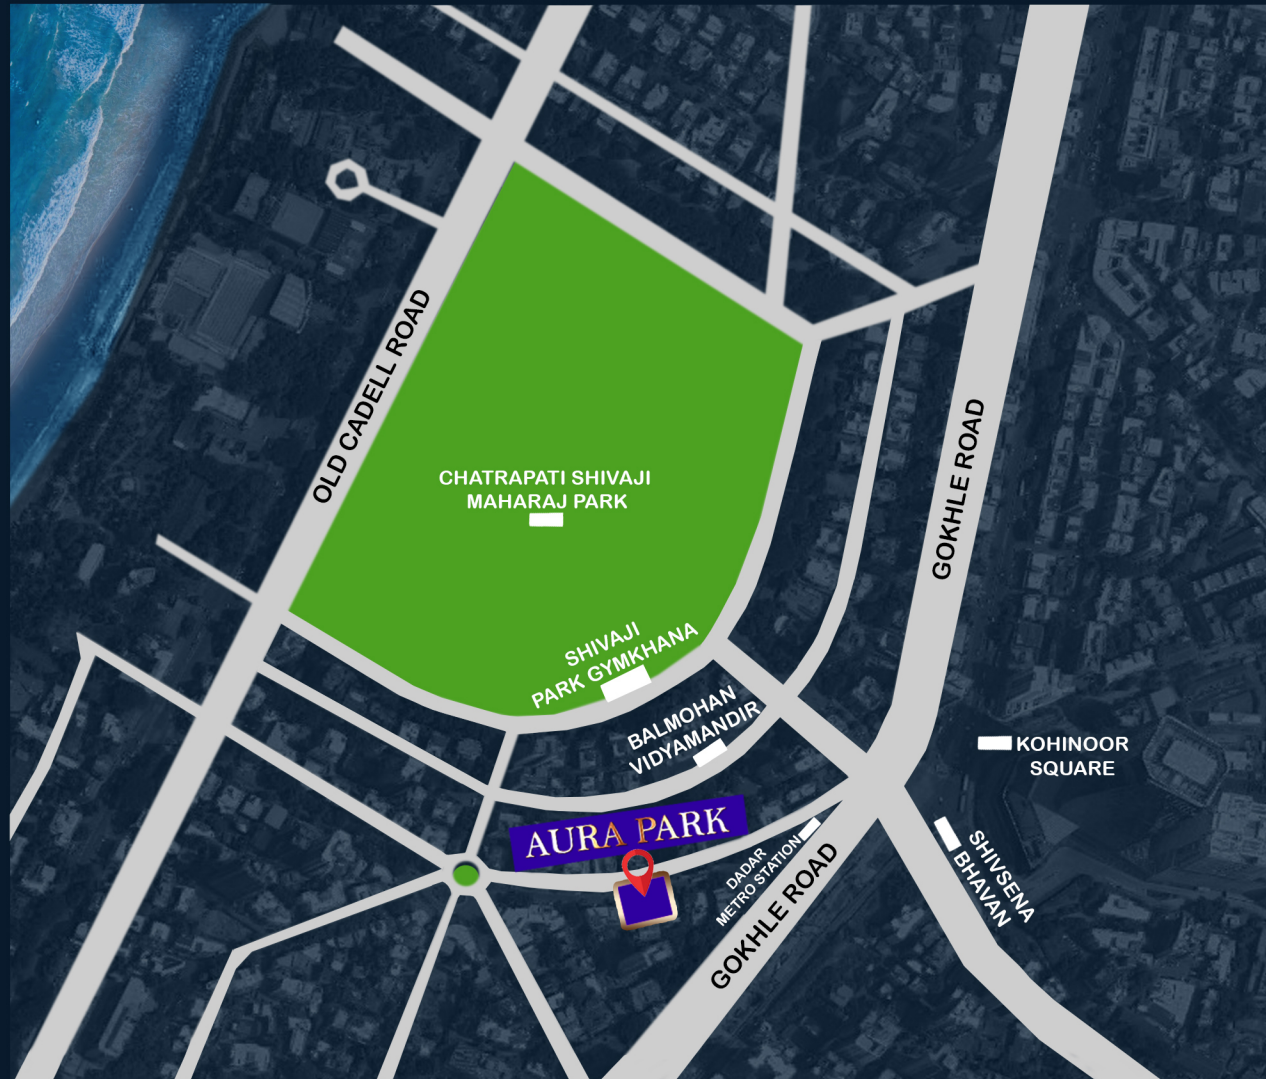 OLD CADELL ROAD
CHATRAPATI SHIVAJI
MAHARAJ PARK
GOKHLE ROAD
SHIVAJI
PARK GYMKHANA
BALMOHAN
VIDYAMANDIR
KOHINOOR
SQUARE
AURA PARK
DADAR
METRO STATION
GOKHLE ROAD
SHIVSENA
BHAVAN